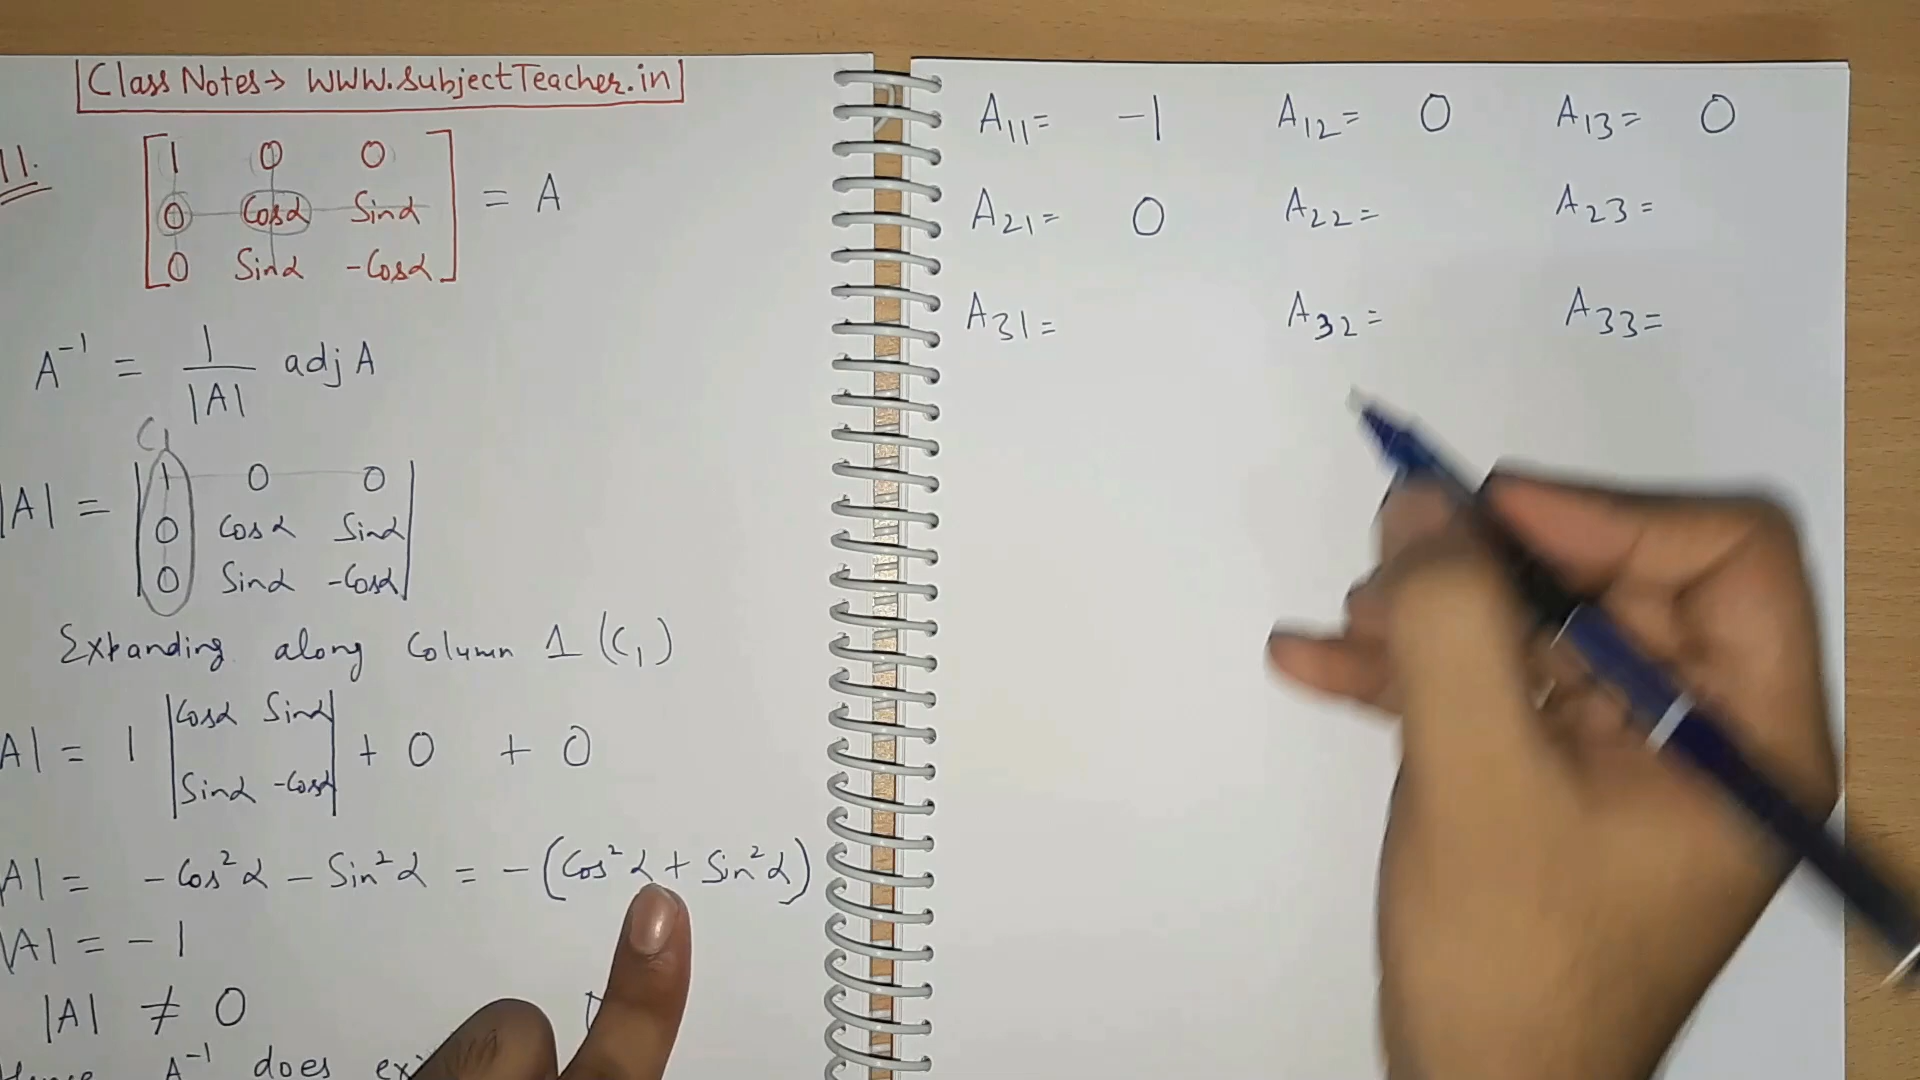 Class Notes→ WWW.SubjectTeacher.in
11.
[1 0 0
0 Cosα Sinα
0 Sinα -Cosα] = A
A⁻¹ = 1/|A| adj A
C₁
|A| = |1 0 0
0 Cosα Sinα
0 Sinα -Cosα|
Expanding along Column 1 (C₁)
A| = 1 |Cosα Sinα
Sinα -Cosα| + 0 + 0
A| = -Cos²α - Sin²α = -(Cos²α + Sin²α)
|A| = -1
|A| ≠ 0
A⁻¹ does
A₁₁= -1 A₁₂= 0 A₁₃= 0
A₂₁= 0 A₂₂= A₂₃=
A₃₁= A₃₂= A₃₃=